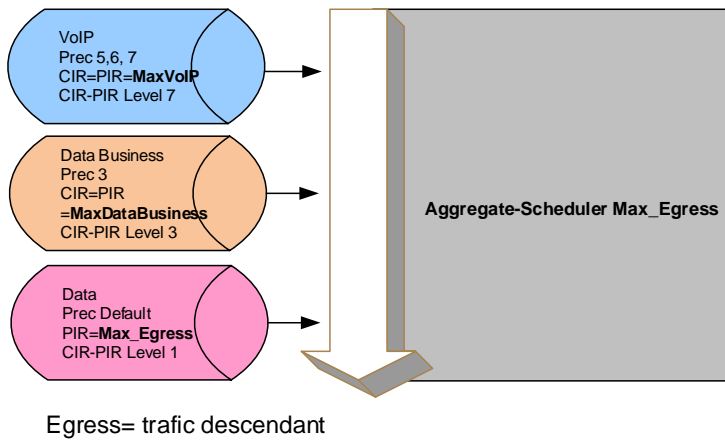 VoIP
Prec 5,6, 7
CIR=PIR=MaxVoIP
CIR-PIR Level 7
Data Business
Prec 3
CIR=PIR
=MaxDataBusiness
CIR-PIR Level 3
Data
Prec Default
PIR=Max_Egress
CIR-PIR Level 1
Aggregate-Scheduler Max_Egress
Egress= trafic descendant